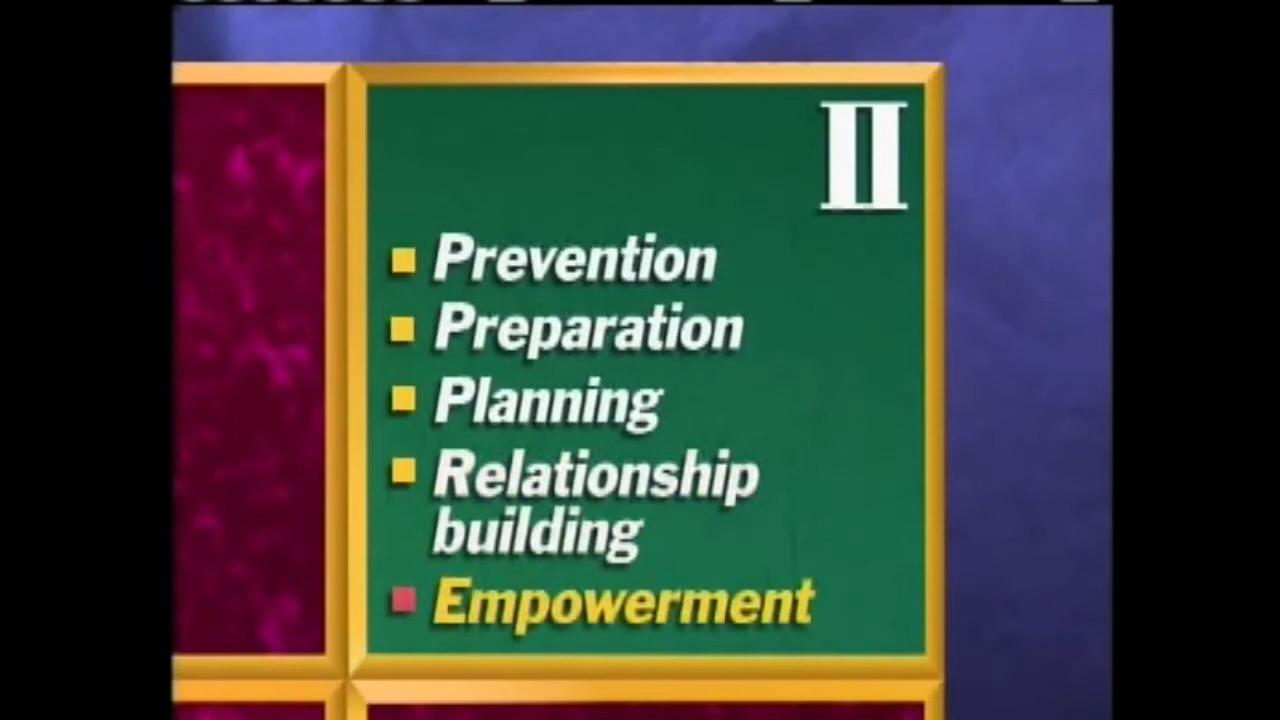 II
Prevention
Preparation
Planning
Relationship
building
Empowerment